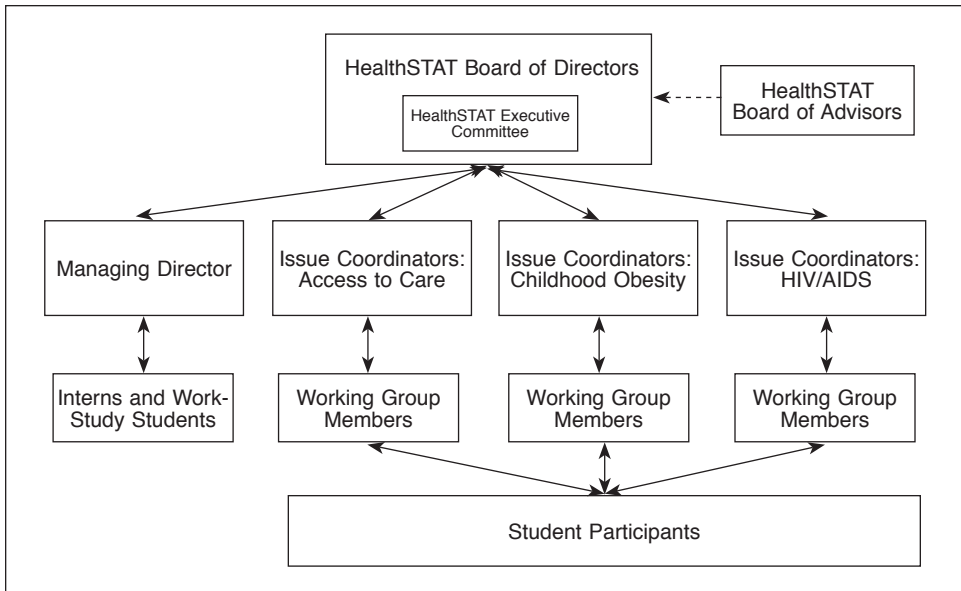 HealthSTAT Board of Directors
HealthSTAT Executive
Committee
HealthSTAT
Board of Advisors
Managing Director
Issue Coordinators:
Access to Care
Issue Coordinators:
Childhood Obesity
Issue Coordinators:
HIV/AIDS
Interns and Work-
Study Students
Working Group
Members
Working Group
Members
Working Group
Members
Student Participants